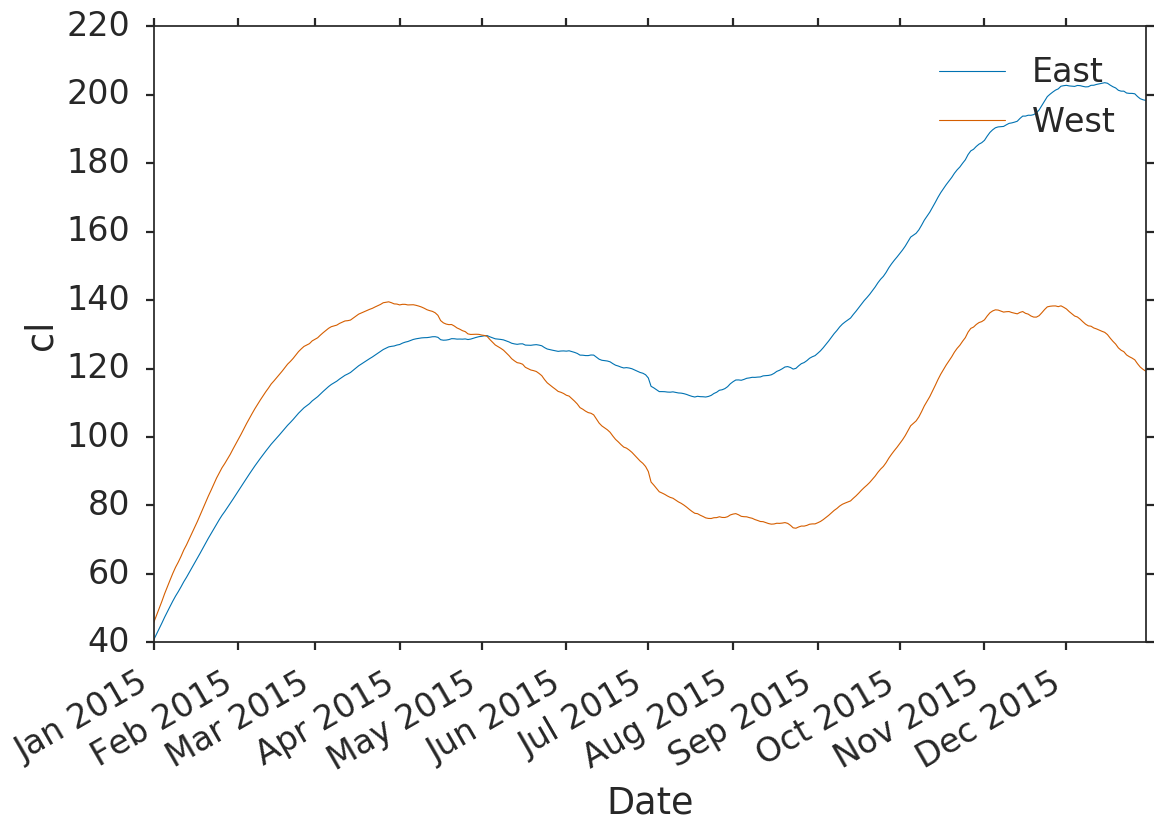 220
200
180
160
140
120
100
80
60
40
cl
East
West
Jan 2015
Feb 2015
Mar 2015
Apr 2015
May 2015
Jun 2015
Jul 2015
Aug 2015
Sep 2015
Oct 2015
Nov 2015
Dec 2015
Date